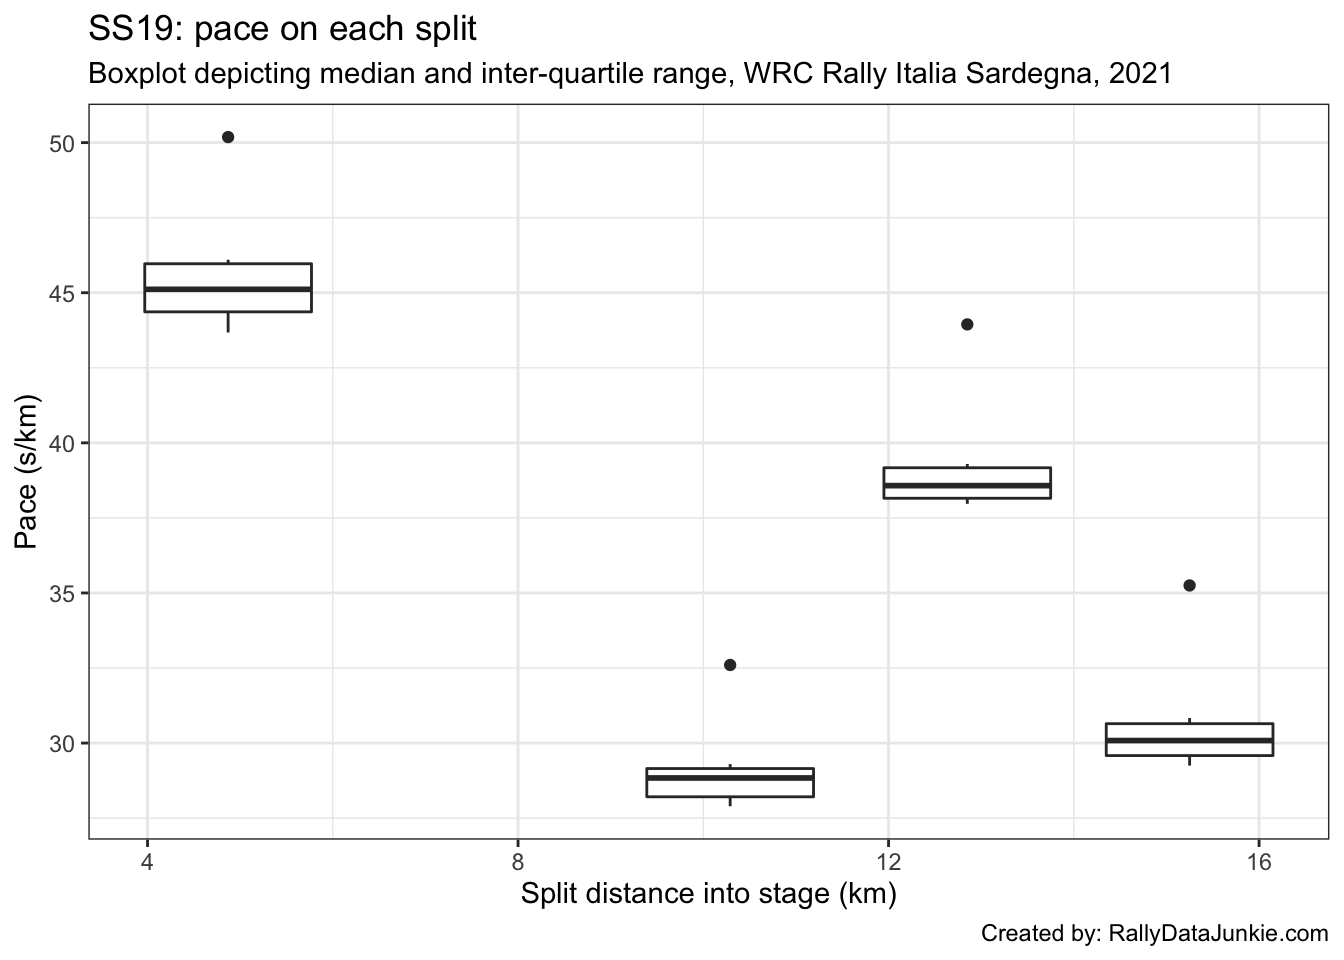 SS19: pace on each split
Boxplot depicting median and inter-quartile range, WRC Rally Italia Sardegna, 2021
50
45
40
35
30
Pace (s/km)
4 8 12 16
Split distance into stage (km)
Created by: RallyDataJunkie.com